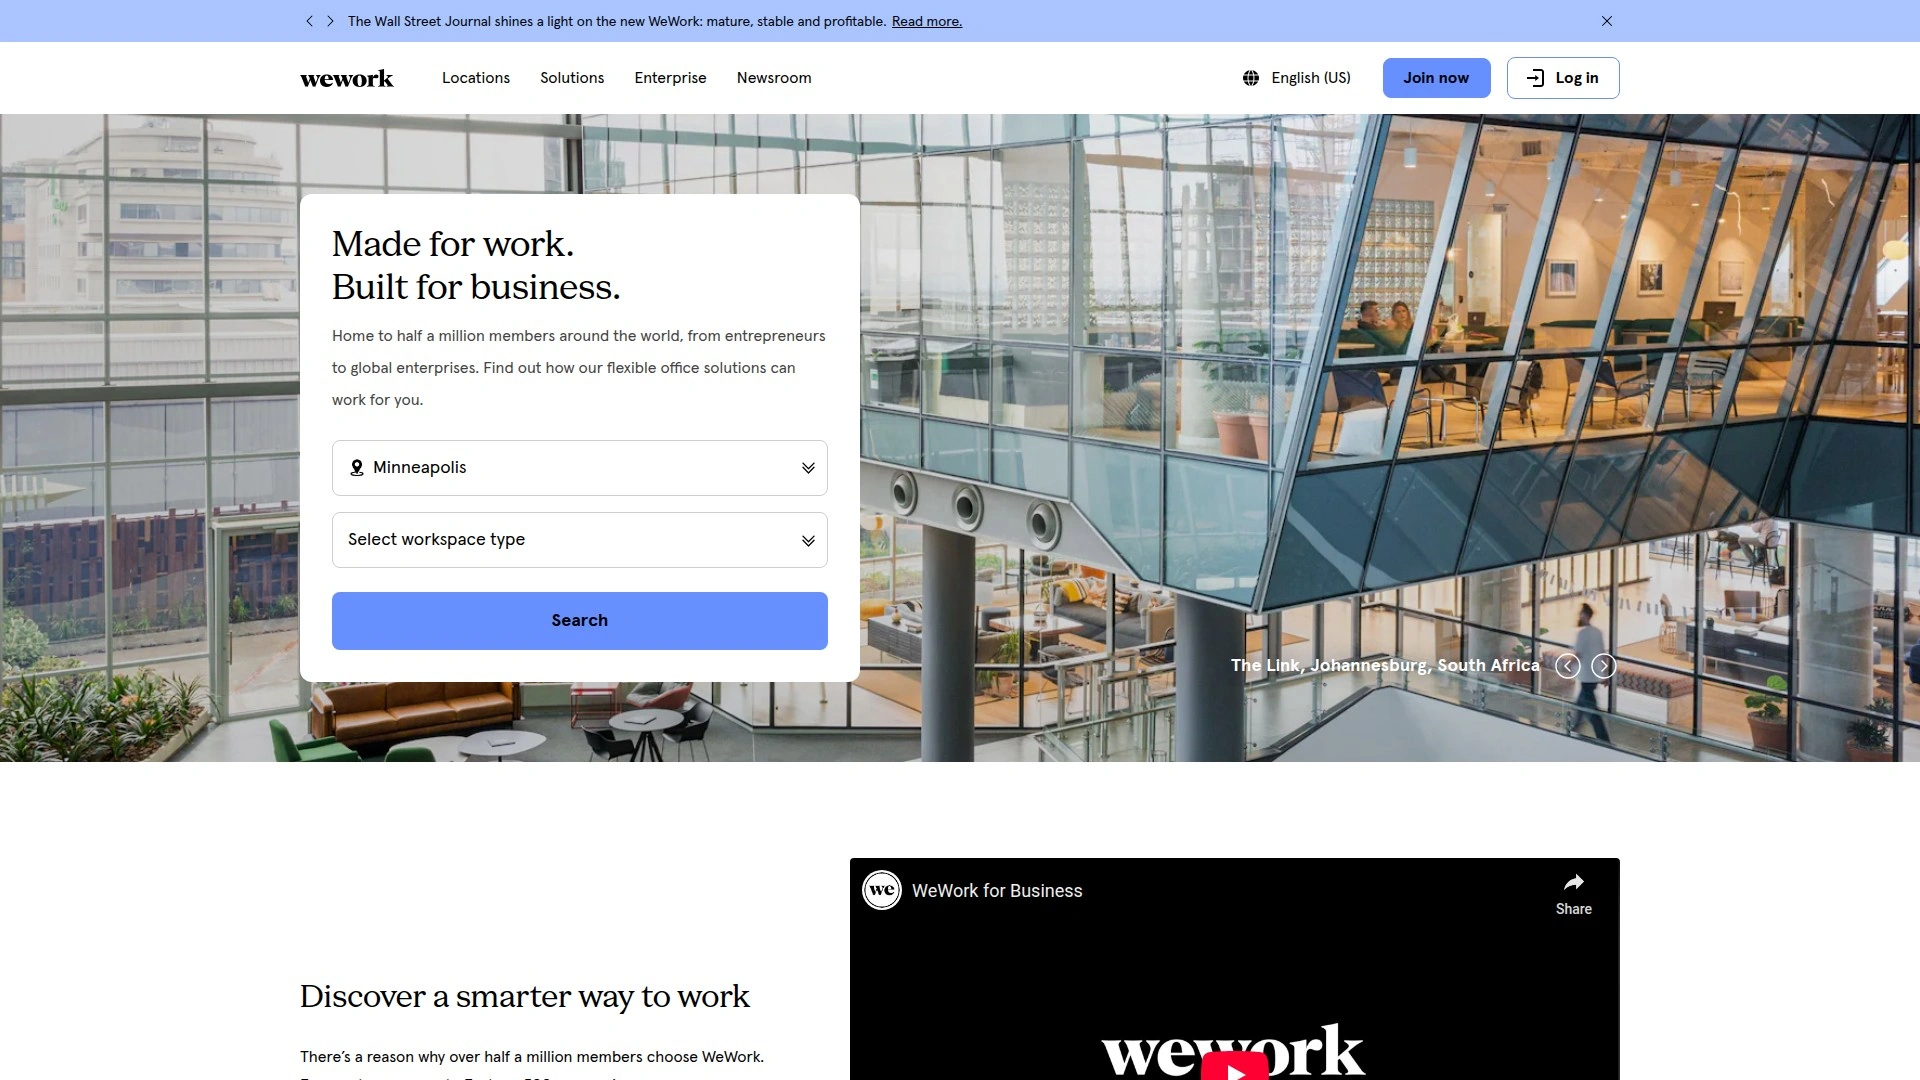 The Wall Street Journal shines a light on the new WeWork: mature, stable and profitable. Read more.
wework
Locations
Solutions
Enterprise
Newsroom
English (US)
Join now
Log in
Made for work.
Built for business.
Home to half a million members around the world, from entrepreneurs
to global enterprises. Find out how our flexible office solutions can
work for you.
Minneapolis
Select workspace type
Search
The Link, Johannesburg, South Africa
we
WeWork for Business
Share
wework
Discover a smarter way to work
There’s a reason why over half a million members choose WeWork.